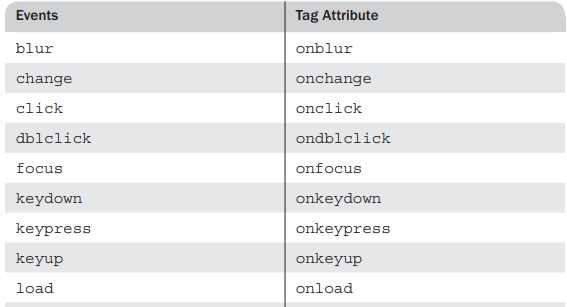 Events Tag Attribute
blur onblur
change onchange
click onclick
dblclick ondblclick
focus onfocus
keydown onkeydown
keypress onkeypress
keyup onkeyup
load onload